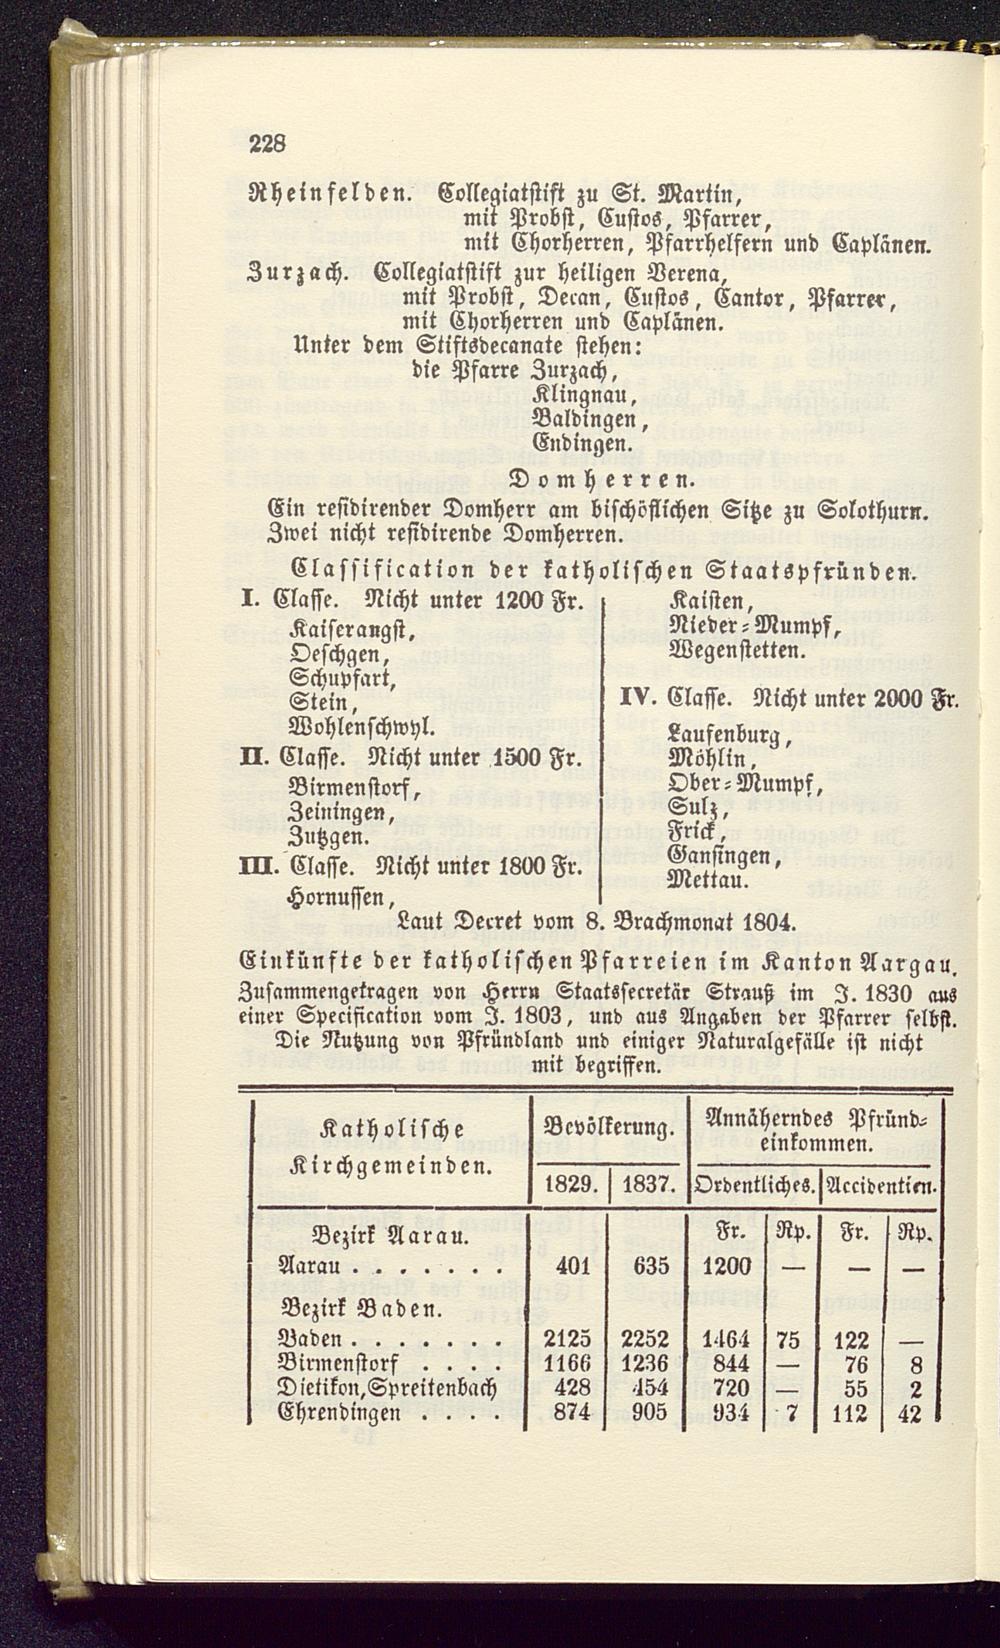 228
Rheinfelden. Collegiatstift zu St. Martin,
mit Probst, Custos, Pfarrer,
mit Chorherren, Pfarrhelfern und Caplänen.
Zurzach. Collegiatstift zur heiligen Verena,
mit Probst, Decan, Custos, Cantor, Pfarrer,
mit Chorherren und Caplänen.
Unter dem Stiftsdecanate stehen:
die Pfarre Zurzach,
Klingnau,
Baldingen,
Endingen.
Domherren.
Ein residirender Domherr am bischöflichen Sitze zu Solothurn.
Zwei nicht residirende Domherren.
Classification der katholischen Staatspfründen.
I. Classe. Nicht unter 1200 Fr.
Kaiserangst,
Oeschgen,
Schupfart,
Stein,
Wohlenschwyl.
II. Classe. Nicht unter 1500 Fr.
Birmenstorf,
Zeiningen,
Zutzgen.
III. Classe. Nicht unter 1800 Fr.
Hornussen,
Kaisten,
Nieder-Mumpf,
Wegenstetten.
IV. Classe. Nicht unter 2000 Fr.
Laufenburg,
Möhlin,
Ober-Mumpf,
Sulz,
Frick,
Gansingen,
Mettau.
Laut Decret vom 8. Brachmonat 1804.
Einkünfte der katholischen Pfarreien im Kanton Aargau.
Zusammengetragen von Herrn Staatssecretär Strauß im J. 1830 aus
einer Specification vom J. 1803, und aus Angaben der Pfarrer selbst.
Die Nutzung von Pfründland und einiger Naturalgefälle ist nicht
mit begriffen.
Katholische Kirchgemeinden. Bevölkerung. Annäherndes Pfründ-
einkommen.
1829. 1837. Ordentliches. Accidentien.
Bezirk Aarau. Fr. Rp. Fr. Rp.
Aarau . . . . . . . 401 635 1200 — — —
Bezirk Baden.
Baden . . . . . . . 2125 2252 1464 75 122 —
Birmenstorf . . . . 1166 1236 844 — 76 8
Dietikon, Spreitenbach 428 454 720 — 55 2
Ehrendingen . . . . 874 905 934 7 112 42